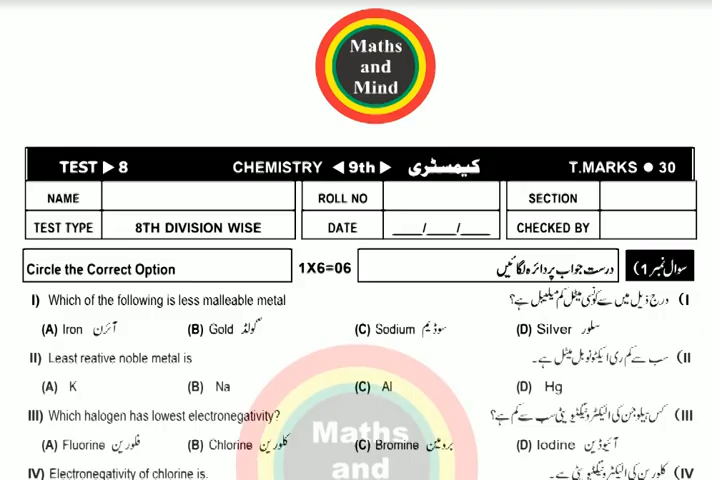 Maths
and
Mind
TEST ▶ 8 CHEMISTRY ◀ 9th ▶ کیمسٹری T.MARKS ● 30
NAME ROLL NO SECTION
TEST TYPE 8TH DIVISION WISE DATE ___/___/___ CHECKED BY
Circle the Correct Option 1X6=06 درست جواب پر دائرہ لگائیں سوال نمبر 1)
I) Which of the following is less malleable metal درج ذیل میں سے کونسی میٹل کم میلیبل ہے؟ I)
(A) Iron آئرن (B) Gold گولڈ (C) Sodium سوڈیم (D) Silver سلور
II) Least reative noble metal is سب سے کم ری ایکٹو نوبل میٹل ہے۔ II)
(A) K (B) Na (C) Al (D) Hg
III) Which halogen has lowest electronegativity? کس ہیلوجن کی الیکٹرونیگٹیویٹی سب سے کم ہے؟ III)
(A) Fluorine فلورین (B) Chlorine کلورین (C) Bromine برومین (D) Iodine آئیوڈین
IV) Electronegativity of chlorine is. کلورین کی الیکٹرونیگٹیویٹی ہے۔ IV)
Maths
and